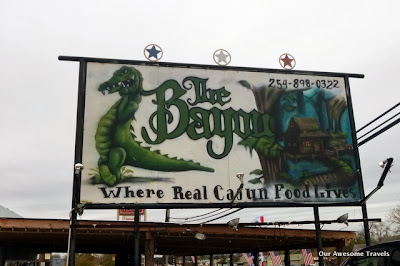 254-898-0322
The
Bayou
Where Real Cajun Food Lives
Our Awesome Travels